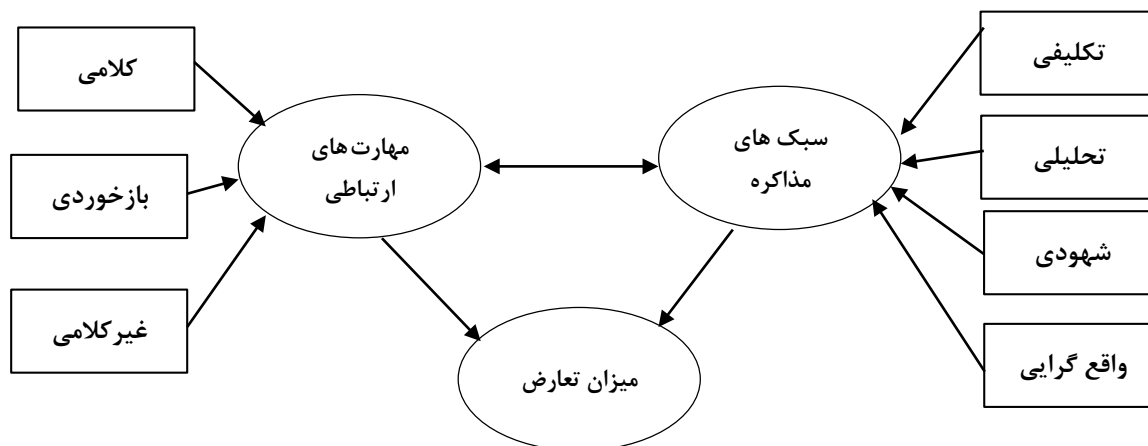 تکلیفی
تحلیلی
شهودی
واقع گرایی
سبک های
مذاکره
مهارت‌های
ارتباطی
کلامی
بازخوردی
غیرکلامی
میزان تعارض